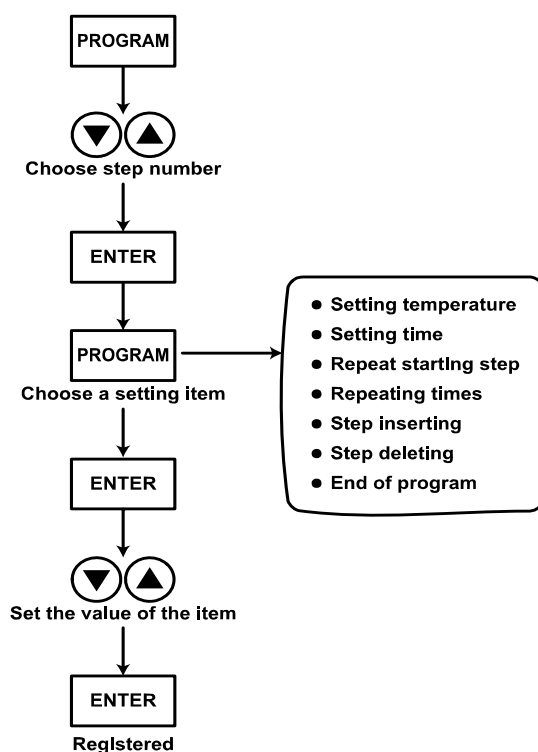 PROGRAM
Choose step number
ENTER
PROGRAM
Choose a setting item
● Setting temperature
● Setting time
● Repeat startIng step
● Repeating times
● Step inserting
● Step deleting
● End of program
ENTER
Set the value of the item
ENTER
RegIstered